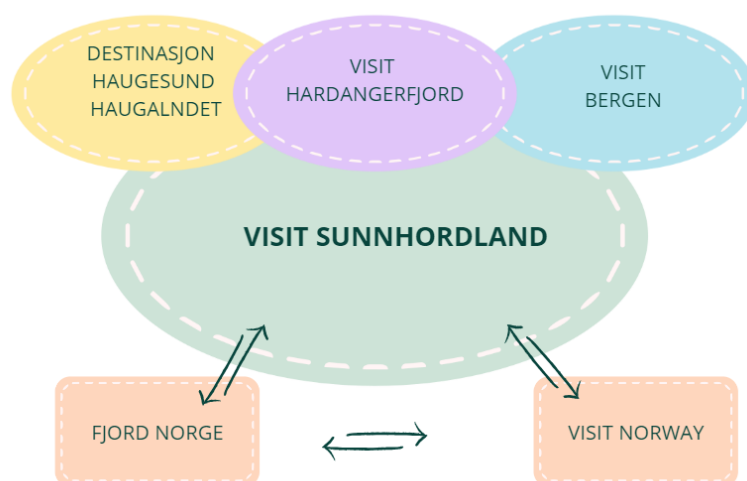 DESTINASJON
HAUGESUND
HAUGALNDET
VISIT
HARDANGERFJORD
VISIT
BERGEN
VISIT SUNNHORDLAND
FJORD NORGE
VISIT NORWAY